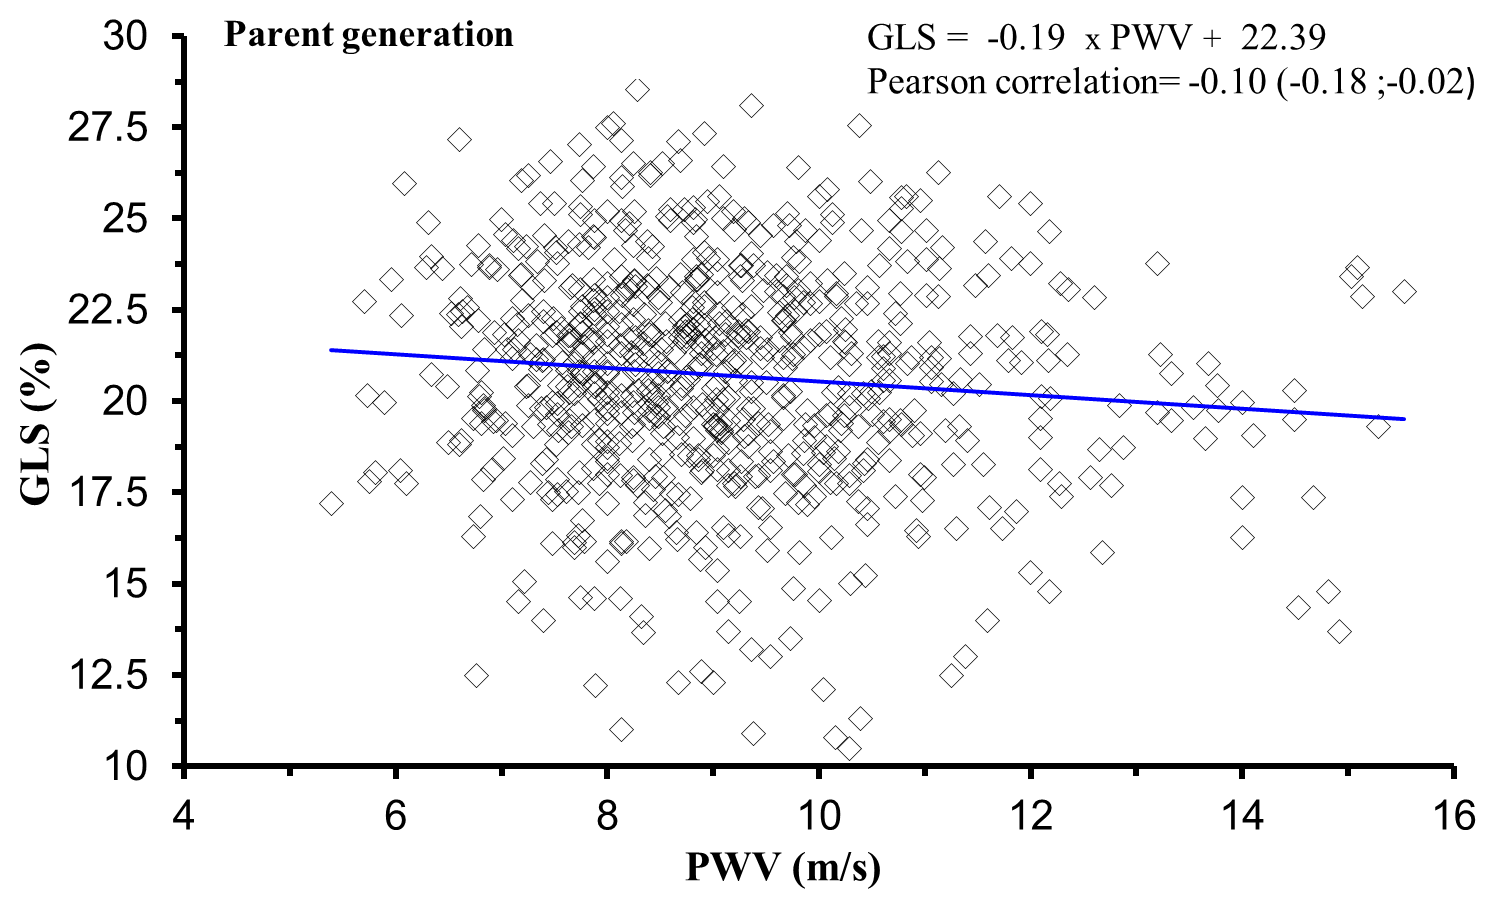 Parent generation
GLS = -0.19 x PWV + 22.39
Pearson correlation= -0.10 (-0.18 ;-0.02)
30
27.5
25
22.5
20
17.5
15
12.5
10
GLS (%)
4 6 8 10 12 14 16
PWV (m/s)